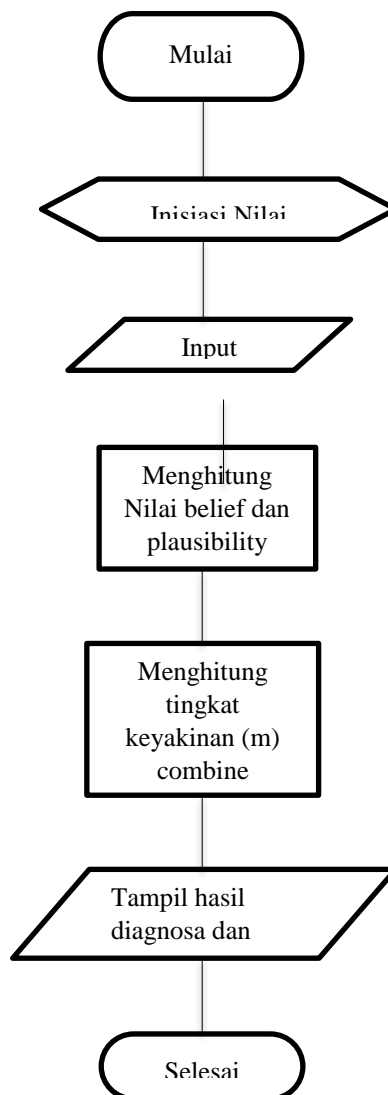 Mulai
Inisiasi Nilai
Input
Menghitung
Nilai belief dan
plausibility
Menghitung
tingkat
keyakinan (m)
combine
Tampil hasil
diagnosa dan
Selesai